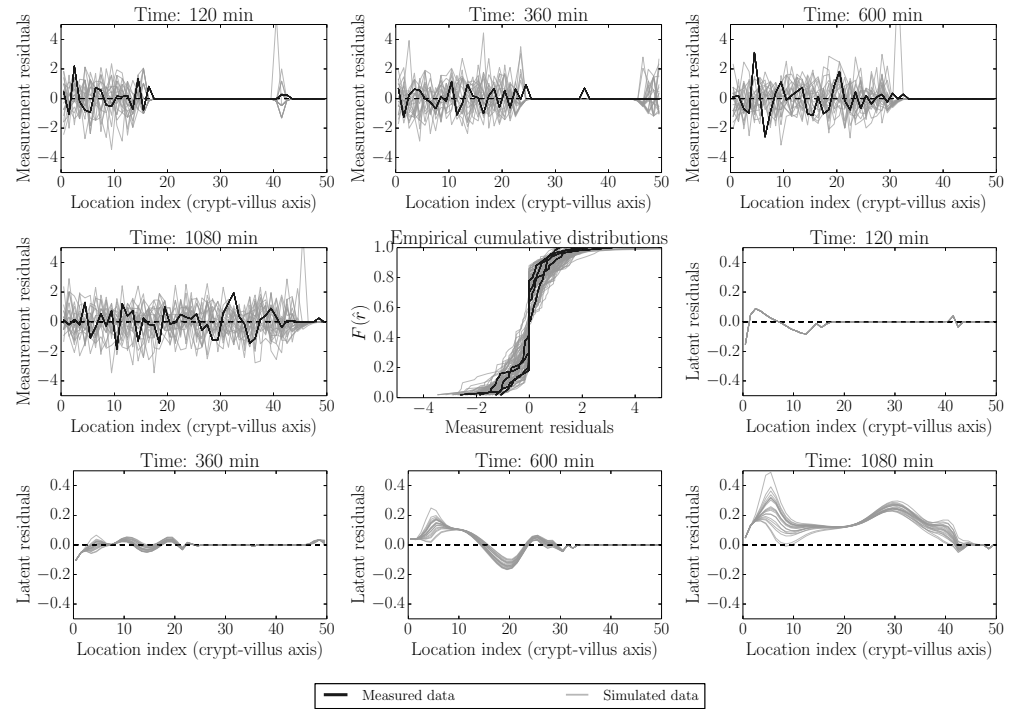 Time: 120 min
Measurement residuals
4
2
0
−2
−4
0 10 20 30 40 50
Location index (crypt-villus axis)
Time: 360 min
Measurement residuals
4
2
0
−2
−4
0 10 20 30 40 50
Location index (crypt-villus axis)
Time: 600 min
Measurement residuals
4
2
0
−2
−4
0 10 20 30 40 50
Location index (crypt-villus axis)
Time: 1080 min
Measurement residuals
4
2
0
−2
−4
0 10 20 30 40 50
Location index (crypt-villus axis)
Empirical cumulative distributions
F(r̂)
1.0
0.8
0.6
0.4
0.2
0.0
−4 −2 0 2 4
Measurement residuals
Time: 120 min
Latent residuals
0.4
0.2
0.0
−0.2
−0.4
0 10 20 30 40 50
Location index (crypt-villus axis)
Time: 360 min
Latent residuals
0.4
0.2
0.0
−0.2
−0.4
0 10 20 30 40 50
Location index (crypt-villus axis)
Time: 600 min
Latent residuals
0.4
0.2
0.0
−0.2
−0.4
0 10 20 30 40 50
Location index (crypt-villus axis)
Time: 1080 min
Latent residuals
0.4
0.2
0.0
−0.2
−0.4
0 10 20 30 40 50
Location index (crypt-villus axis)
Measured data Simulated data